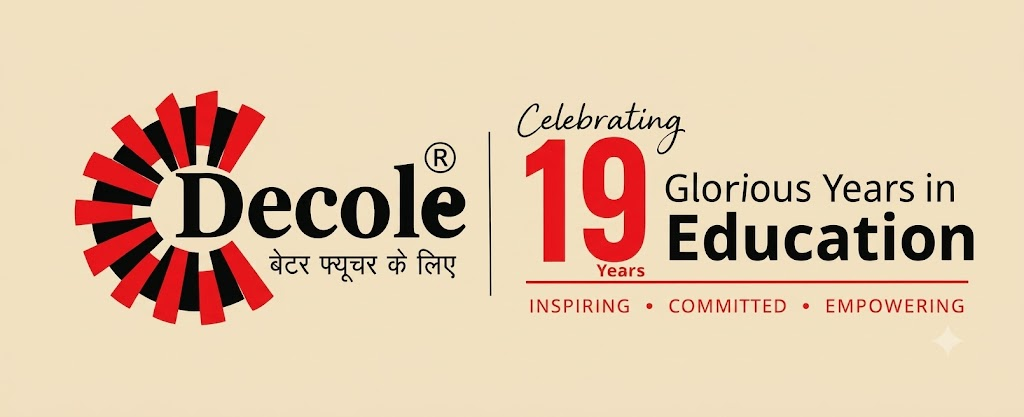 Decole®
बेटर फ्यूचर के लिए
Celebrating
19
Years
Glorious Years in
Education
INSPIRING • COMMITTED • EMPOWERING